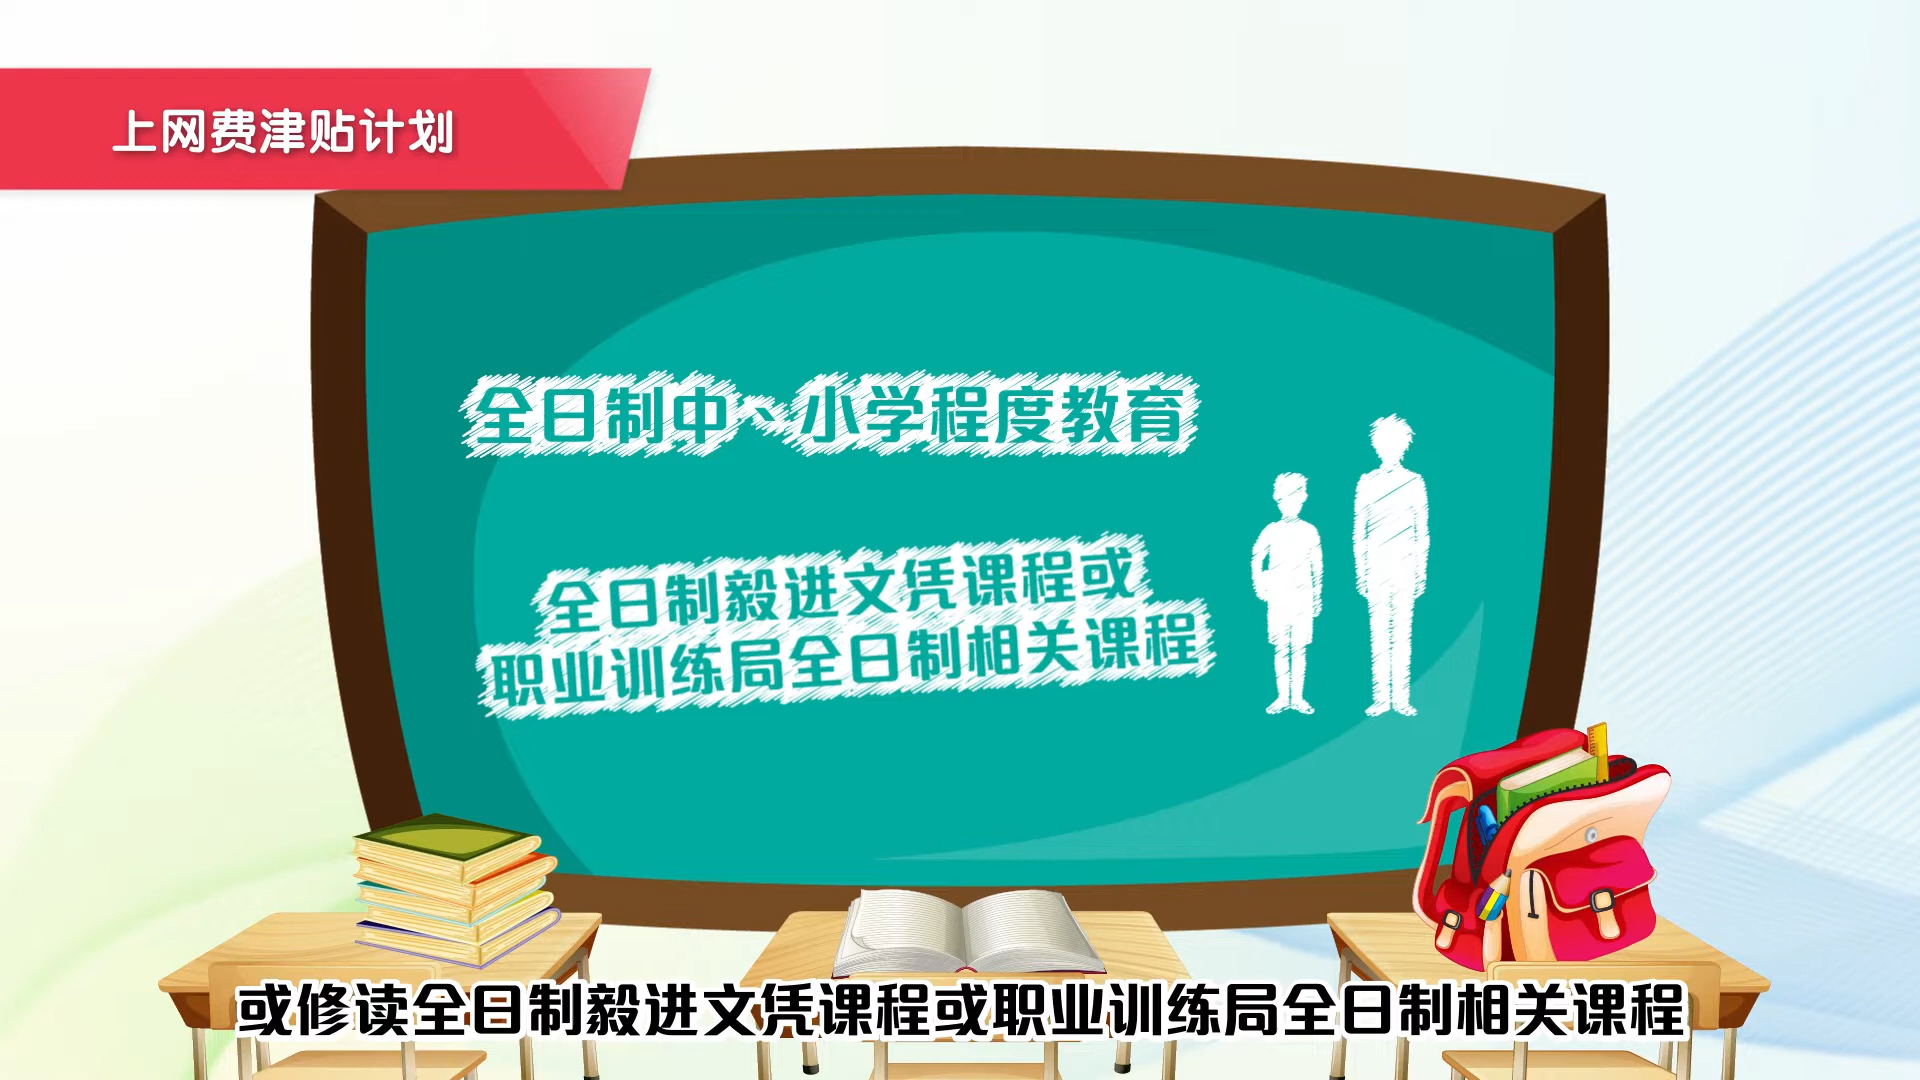 上网费津贴计划
全日制中、小学程度教育
全日制毅进文凭课程或
职业训练局全日制相关课程
或修读全日制毅进文凭课程或职业训练局全日制相关课程